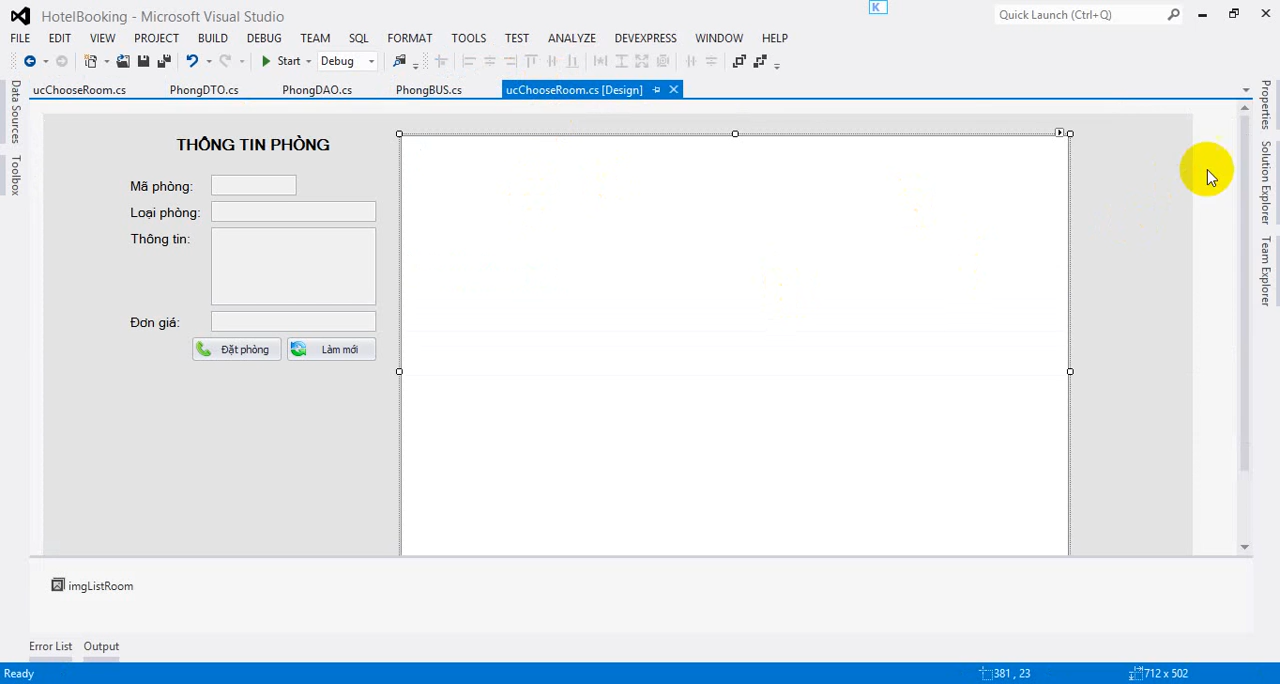 HotelBooking - Microsoft Visual Studio
K
Quick Launch (Ctrl+Q)
FILE EDIT VIEW PROJECT BUILD DEBUG TEAM SQL FORMAT TOOLS TEST ANALYZE DEVEXPRESS WINDOW HELP
Start Debug
ucChooseRoom.cs PhongDTO.cs PhongDAO.cs PhongBUS.cs ucChooseRoom.cs [Design]
Data Sources
Toolbox
THÔNG TIN PHÒNG
Mã phòng:
Loại phòng:
Thông tin:
Đơn giá:
Đặt phòng Làm mới
Properties
Solution Explorer
Team Explorer
imgListRoom
Error List Output
Ready 381 , 23 712 x 502